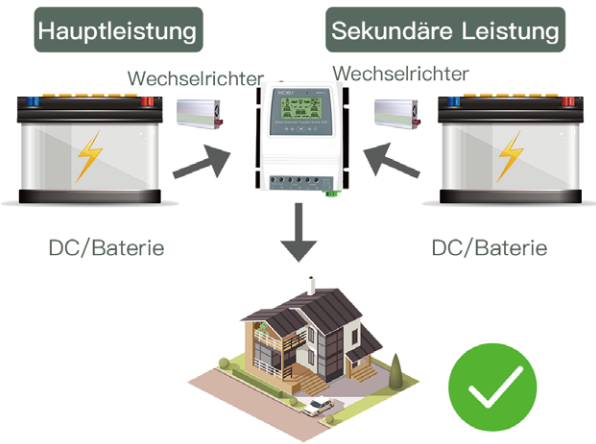 Hauptleistung
Sekundäre Leistung
Wechselrichter
Wechselrichter
DC/Baterie
DC/Baterie